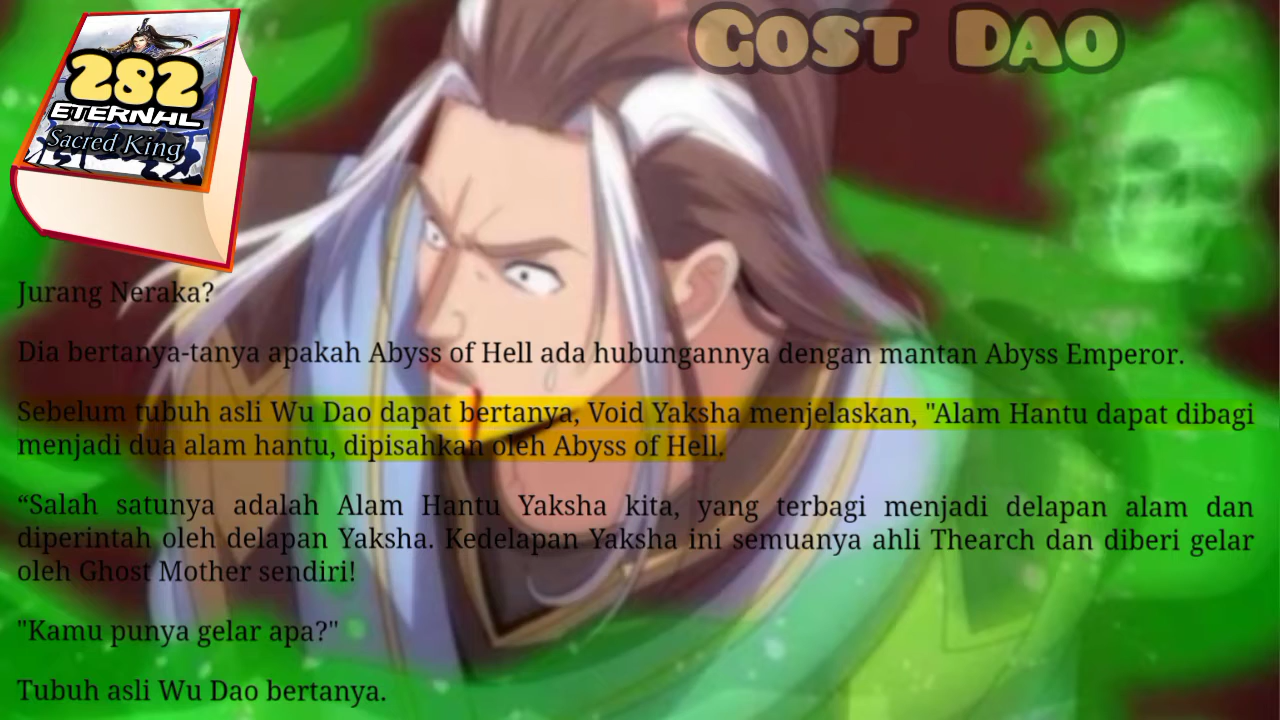 GOST DAO
282
ETERNAL
Sacred King
Jurang Neraka?
Dia bertanya-tanya apakah Abyss of Hell ada hubungannya dengan mantan Abyss Emperor.
Sebelum tubuh asli Wu Dao dapat bertanya, Void Yaksha menjelaskan, "Alam Hantu dapat dibagi
menjadi dua alam hantu, dipisahkan oleh Abyss of Hell.
“Salah satunya adalah Alam Hantu Yaksha kita, yang terbagi menjadi delapan alam dan
diperintah oleh delapan Yaksha. Kedelapan Yaksha ini semuanya ahli Thearch dan diberi gelar
oleh Ghost Mother sendiri!
"Kamu punya gelar apa?"
Tubuh asli Wu Dao bertanya.